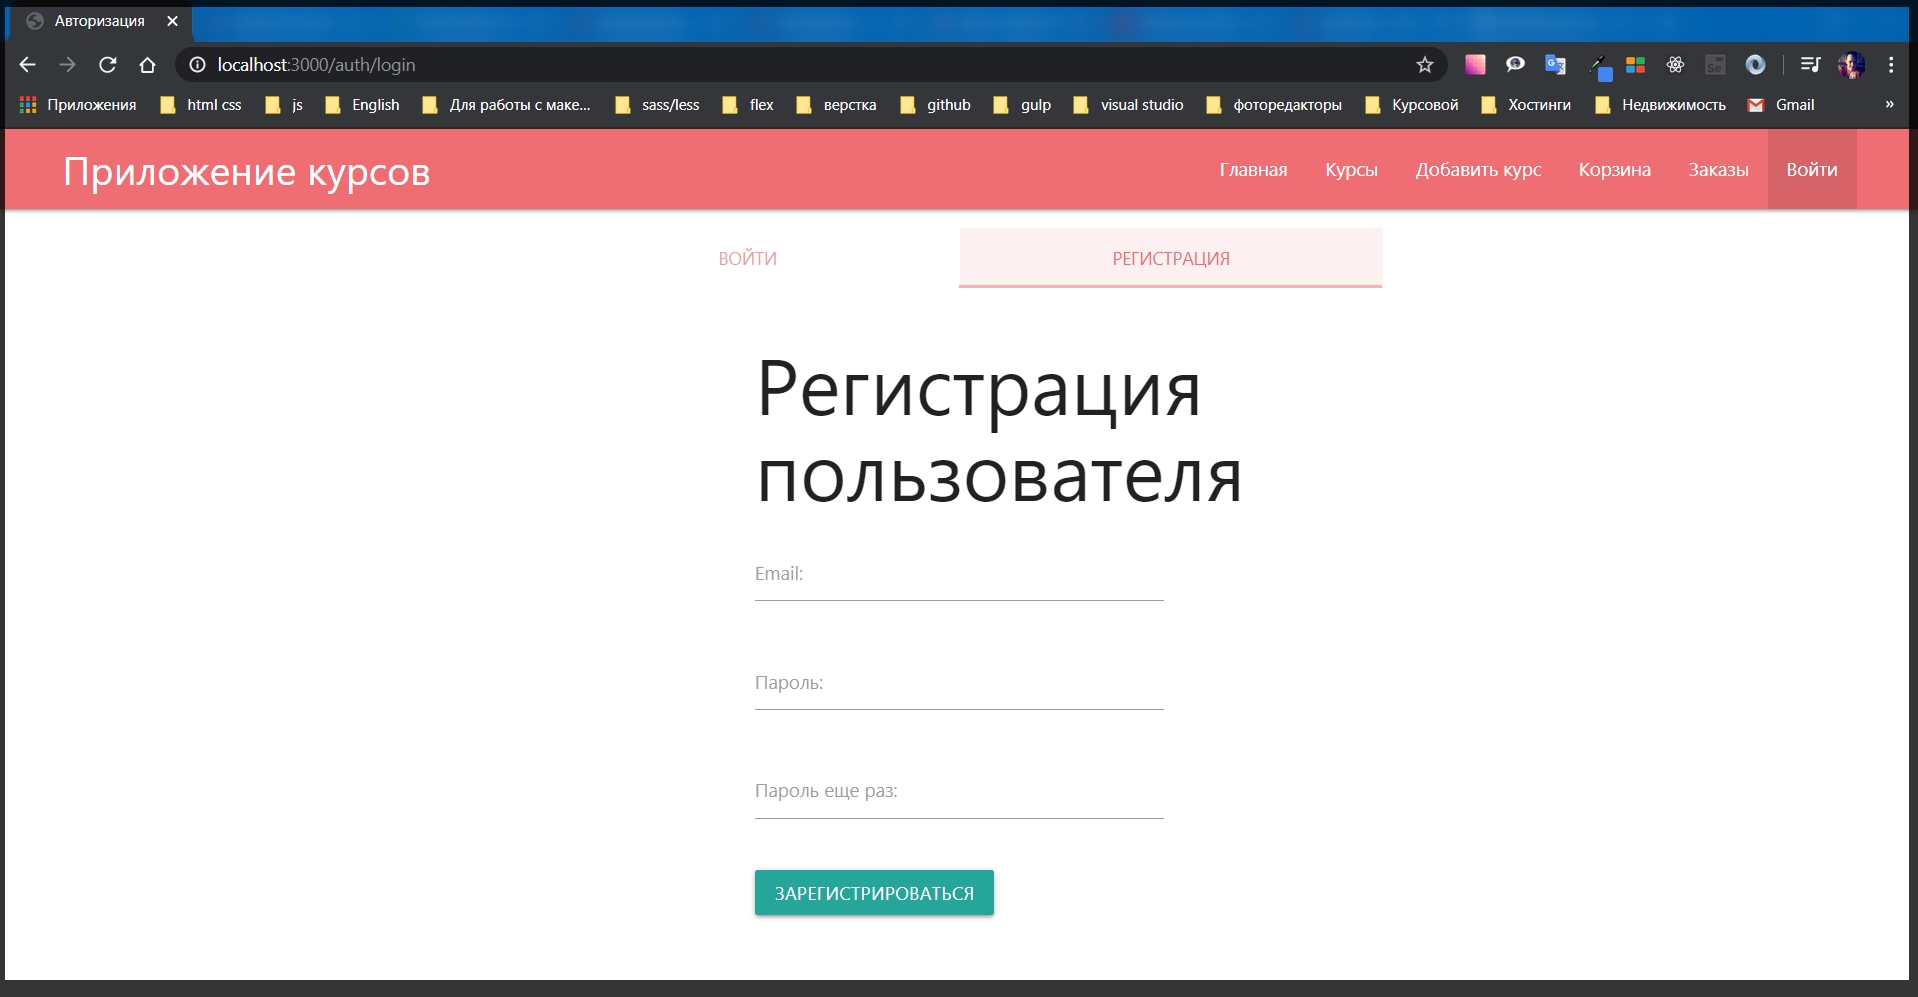 Авторизация
localhost:3000/auth/login
Приложения html css js English Для работы с маке... sass/less flex верстка github gulp visual studio фоторедакторы Курсовой Хостинги Недвижимость Gmail »
Приложение курсов Главная Курсы Добавить курс Корзина Заказы Войти
ВОЙТИ РЕГИСТРАЦИЯ
Регистрация
пользователя
Email:
Пароль:
Пароль еще раз:
ЗАРЕГИСТРИРОВАТЬСЯ